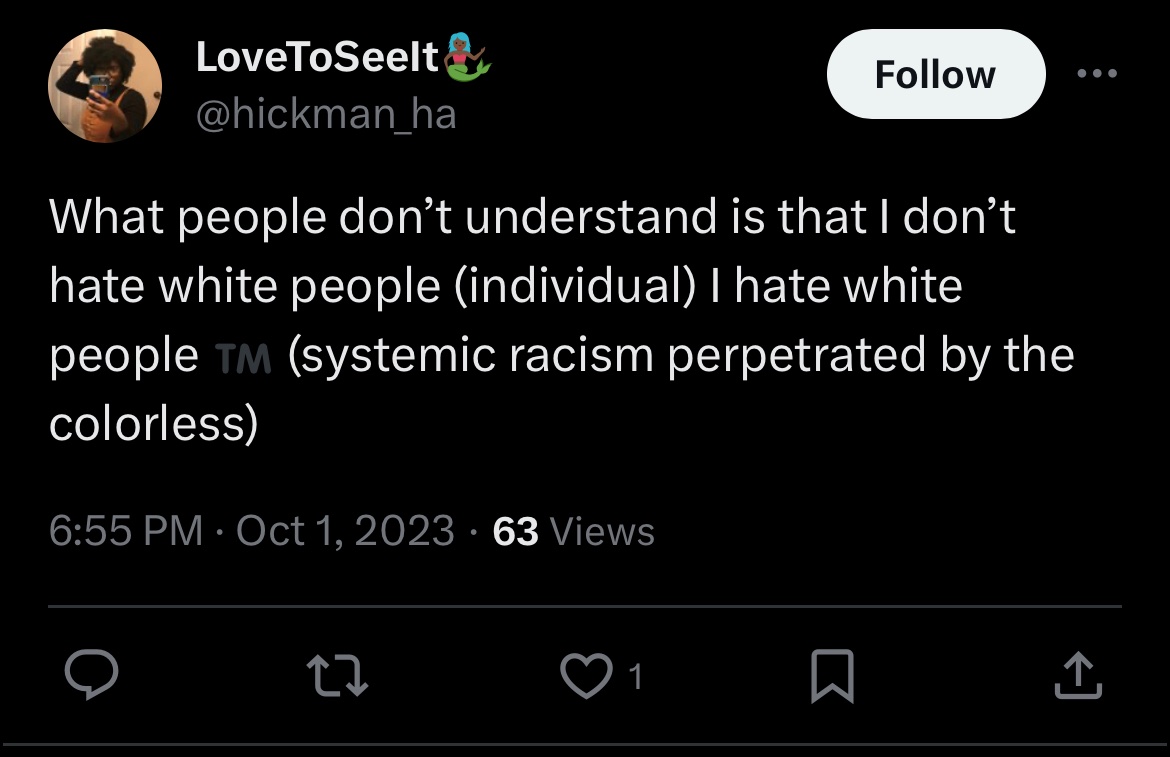 LoveToSeeIt🧜🏾‍♀️
@hickman_ha
Follow
What people don’t understand is that I don’t
hate white people (individual) I hate white
people ™️ (systemic racism perpetrated by the
colorless)
6:55 PM · Oct 1, 2023 · 63 Views
1